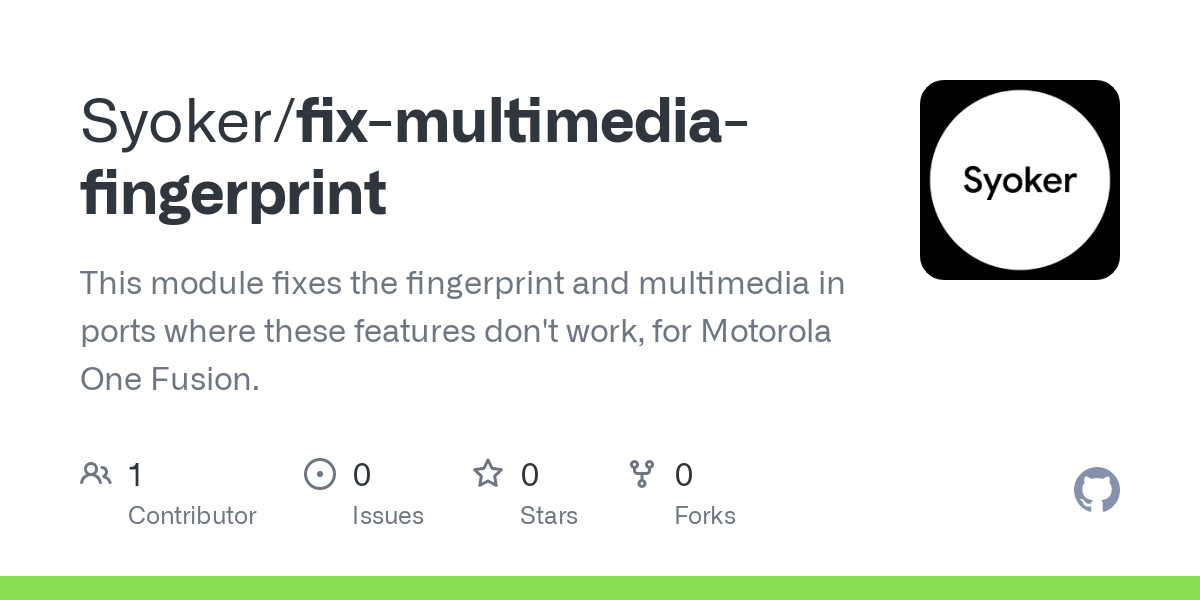 Syoker/fix-multimedia-
fingerprint
Syoker
This module fixes the fingerprint and multimedia in
ports where these features don't work, for Motorola
One Fusion.
1
Contributor
0
Issues
0
Stars
0
Forks